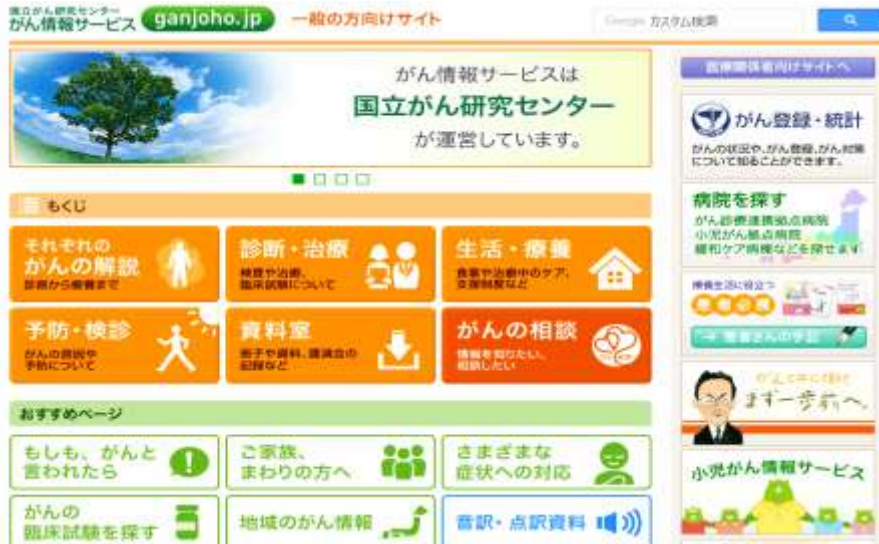 国立がん研究センター
がん情報サービス ganjoho.jp 一般の方向けサイト
Google カスタム検索
がん情報サービスは
国立がん研究センター
が運営しています。
もくじ
それぞれの
がんの解説
診断から療養まで
診断・治療
検査や治療、
臨床試験について
生活・療養
食事や治療中のケア、
支援制度など
予防・検診
がんの原因や
予防について
資料室
冊子や資料、講演会の
記録など
がんの相談
情報を知りたい、
相談したい
おすすめページ
もしも、がんと
言われたら
ご家族、
まわりの方へ
さまざまな
症状への対応
がんの
臨床試験を探す
地域のがん情報
音訳・点訳資料
医療関係者向けサイトへ
がん登録・統計
がんの状況や、がん登録、がん対策
について知ることができます。
病院を探す
がん診療連携拠点病院
小児がん拠点病院
緩和ケア病棟などを探せます
療養生活に役立つ
患者必携
患者さんの手記
まず一歩前へ。
小児がん情報サービス